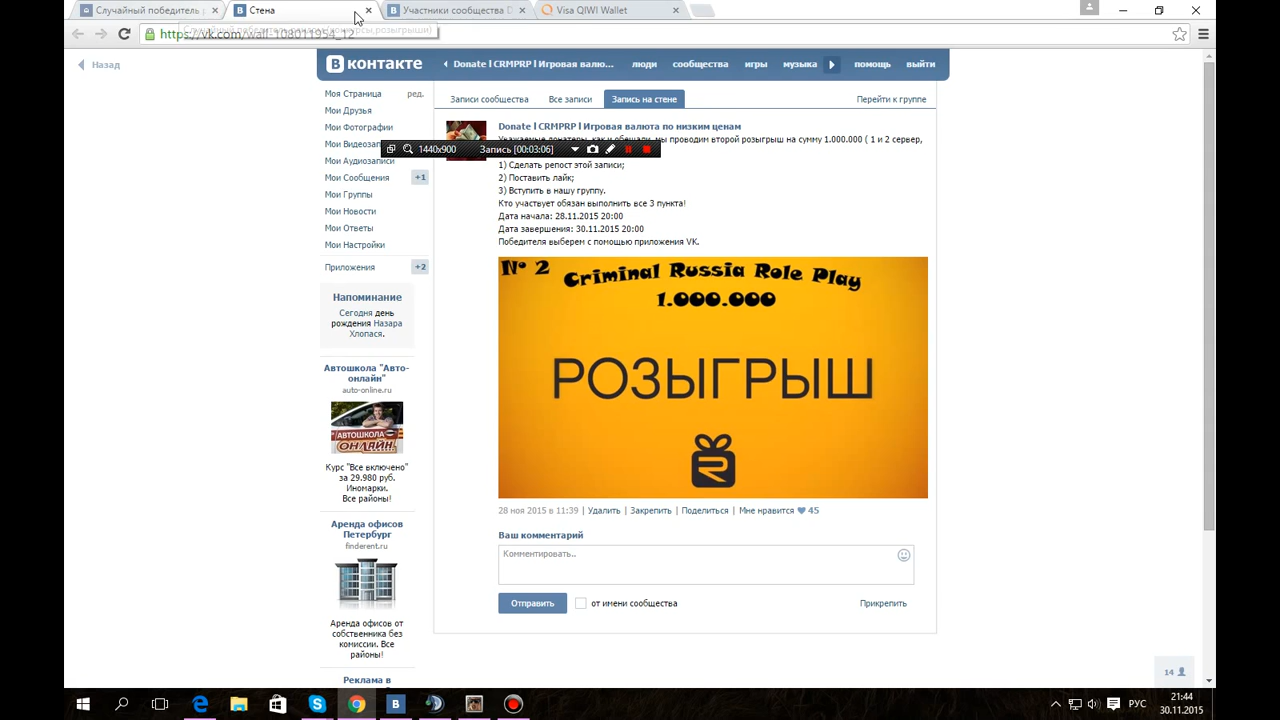 Случайный победитель р
Стена
Участники сообщества D
Visa QIWI Wallet
https://vk.com/wall-108011954_12
Назад
В контакте
Donate l CRMPRP l Игровая валю...
люди
сообщества
игры
музыка
помощь
выйти
Моя Страница
ред.
Мои Друзья
Мои Фотографии
Мои Видеозап
Мои Аудиозаписи
Мои Сообщения
+1
Мои Группы
Мои Новости
Мои Ответы
Мои Настройки
Приложения
+2
Напоминание
Сегодня день
рождения Назара
Хлопася.
Автошкола "Авто-
онлайн"
auto-online.ru
АВТОШКОЛА
ОНЛАЙН
Курс "Все включено"
за 29.980 руб.
Иномарки.
Все районы!
Аренда офисов
Петербург
finderent.ru
Аренда офисов от
собственника без
комиссии. Все
районы!
Реклама в
Записи сообщества
Все записи
Запись на стене
Перейти к группе
Donate l CRMPRP l Игровая валюта по низким ценам
Уважаемые донатеры, как и обещали, мы проводим второй розыгрыш на сумму 1.000.000 ( 1 и 2 сервер,
1440x900
Запись [00:03:06]
1) Сделать репост этой записи;
2) Поставить лайк;
3) Вступить в нашу группу.
Кто участвует обязан выполнить все 3 пункта!
Дата начала: 28.11.2015 20:00
Дата завершения: 30.11.2015 20:00
Победителя выберем с помощью приложения VK.
№ 2
Criminal Russia Role Play
1.000.000
РОЗЫГРЫШ
28 ноя 2015 в 11:39 | Удалить | Закрепить | Поделиться | Мне нравится 45
Ваш комментарий
Комментировать..
Отправить
от имени сообщества
Прикрепить
14
РУС
21:44
30.11.2015